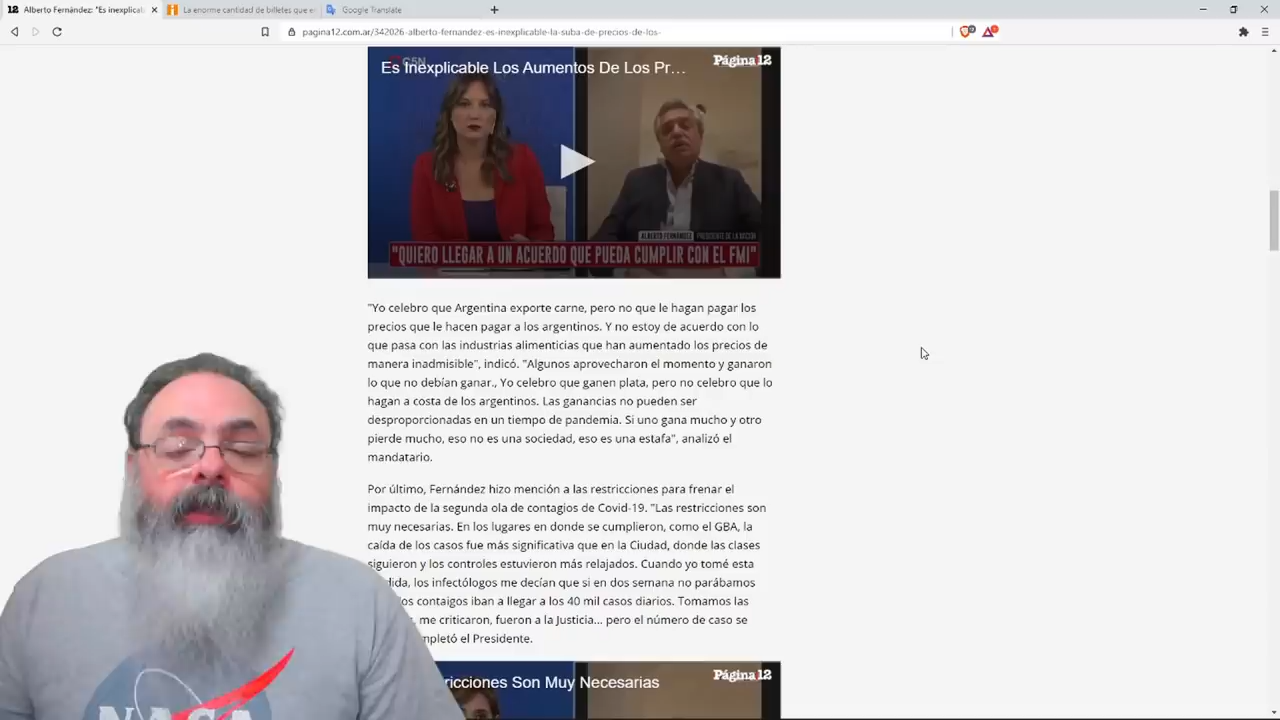 12 Alberto Fernández: "Es inexplicabl
La enorme cantidad de billetes que e
Google Translate
pagina12.com.ar/342026-alberto-fernandez-es-inexplicable-la-suba-de-precios-de-los-
Es Inexplicable Los Aumentos De Los Pr...
Página 12
ALBERTO FERNÁNDEZ PRESIDENTE DE LA NACIÓN
"QUIERO LLEGAR A UN ACUERDO QUE PUEDA CUMPLIR CON EL FMI"
"Yo celebro que Argentina exporte carne, pero no que le hagan pagar los
precios que le hacen pagar a los argentinos. Y no estoy de acuerdo con lo
que pasa con las industrias alimenticias que han aumentado los precios de
manera inadmisible", indicó. "Algunos aprovecharon el momento y ganaron
lo que no debían ganar., Yo celebro que ganen plata, pero no celebro que lo
hagan a costa de los argentinos. Las ganancias no pueden ser
desproporcionadas en un tiempo de pandemia. Si uno gana mucho y otro
pierde mucho, eso no es una sociedad, eso es una estafa", analizó el
mandatario.
Por último, Fernández hizo mención a las restricciones para frenar el
impacto de la segunda ola de contagios de Covid-19. "Las restricciones son
muy necesarias. En los lugares en donde se cumplieron, como el GBA, la
caída de los casos fue más significativa que en la Ciudad, donde las clases
siguieron y los controles estuvieron más relajados. Cuando yo tomé esta
dida, los infectólogos me decían que si en dos semana no parábamos
os contaigos iban a llegar a los 40 mil casos diarios. Tomamos las
, me criticaron, fueron a la Justicia... pero el número de caso se
mpletó el Presidente.
ricciones Son Muy Necesarias
Página 12
NASA